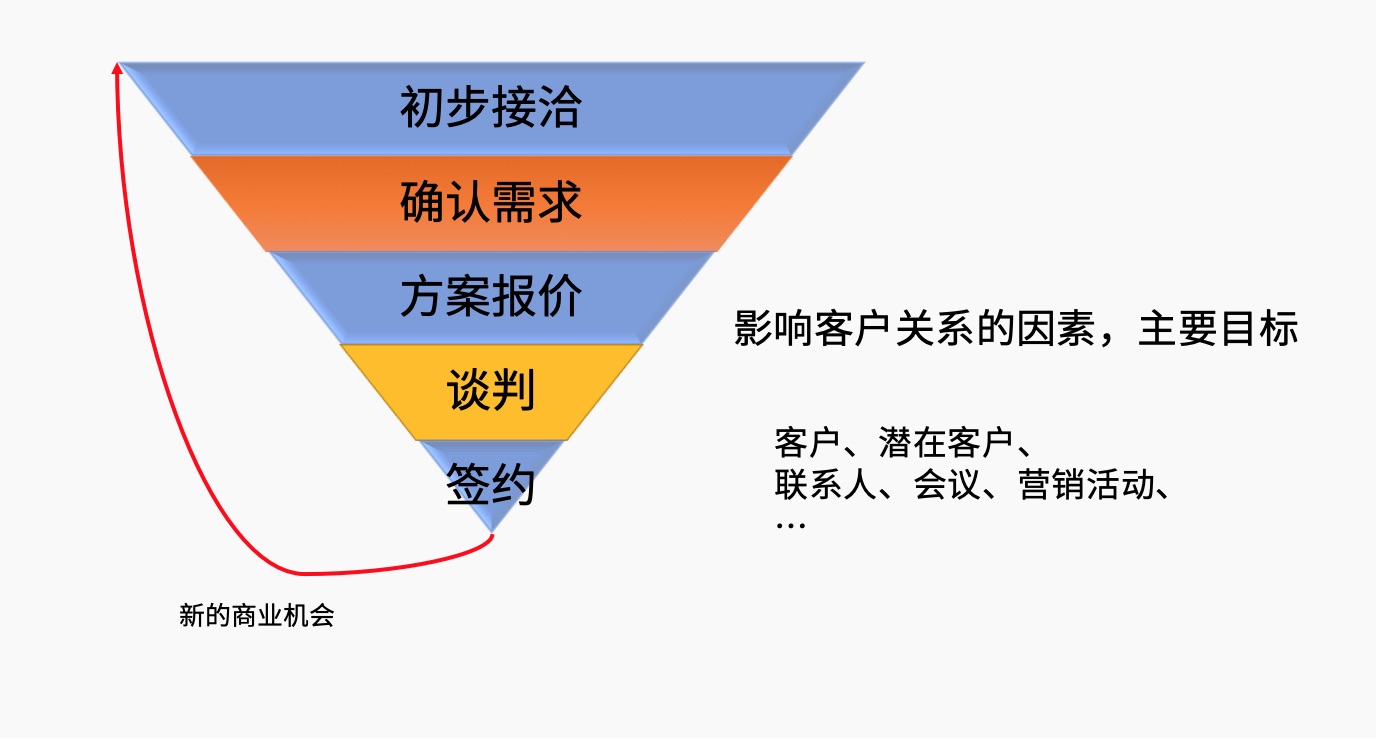 初步接洽
确认需求
方案报价
谈判
签约
影响客户关系的因素，主要目标
客户、潜在客户、
联系人、会议、营销活动、
…
新的商业机会